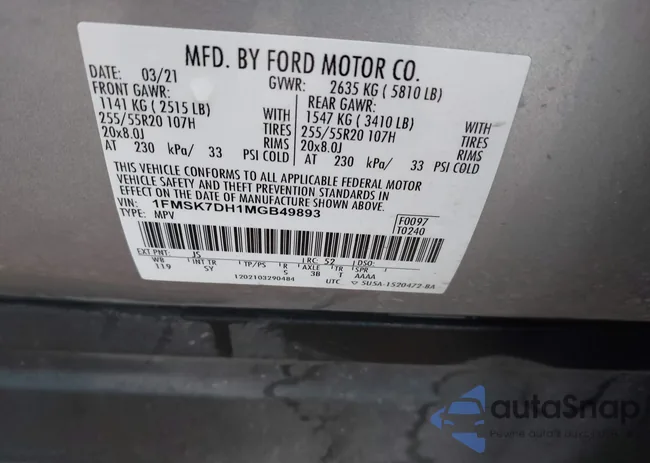 MFD. BY FORD MOTOR CO.
DATE: 03/21 GVWR: 2635 KG ( 5810 LB)
FRONT GAWR: REAR GAWR:
1141 KG ( 2515 LB) WITH 1547 KG ( 3410 LB) WITH
255/55R20 107H TIRES 255/55R20 107H TIRES
20x8.0J RIMS 20x8.0J RIMS
AT 230 kPa/ 33 PSI COLD AT 230 kPa/ 33 PSI COLD
THIS VEHICLE CONFORMS TO ALL APPLICABLE FEDERAL MOTOR
VEHICLE SAFETY AND THEFT PREVENTION STANDARDS IN
EFFECT ON THE DATE OF MANUFACTURE SHOWN ABOVE.
VIN: 1FMSK7DH1MGB49893 F0097
TYPE: MPV T0240
EXT PNT: J5 RC: 52 DSO:
WB INT TR TP/PS R AXLE TR SPR
119 SY S 3B T AAAA
1202103290484 UTC SU5A-1520472-BA
autaSnap